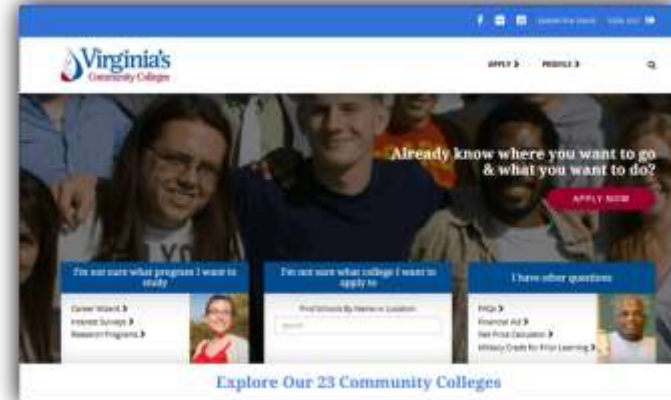 Virginia's
Community Colleges
APPLY
PROFILE
Already know where you want to go
& what you want to do?
APPLY NOW
I'm not sure what program I want to
study
Career Wizard
Interest Surveys
Research Programs
I'm not sure what college I want to
apply to
Find Schools By Name or Location
Search
I have other questions
FAQs
Financial Aid
Net Price Calculator
Military Credit for Prior Learning
Explore Our 23 Community Colleges